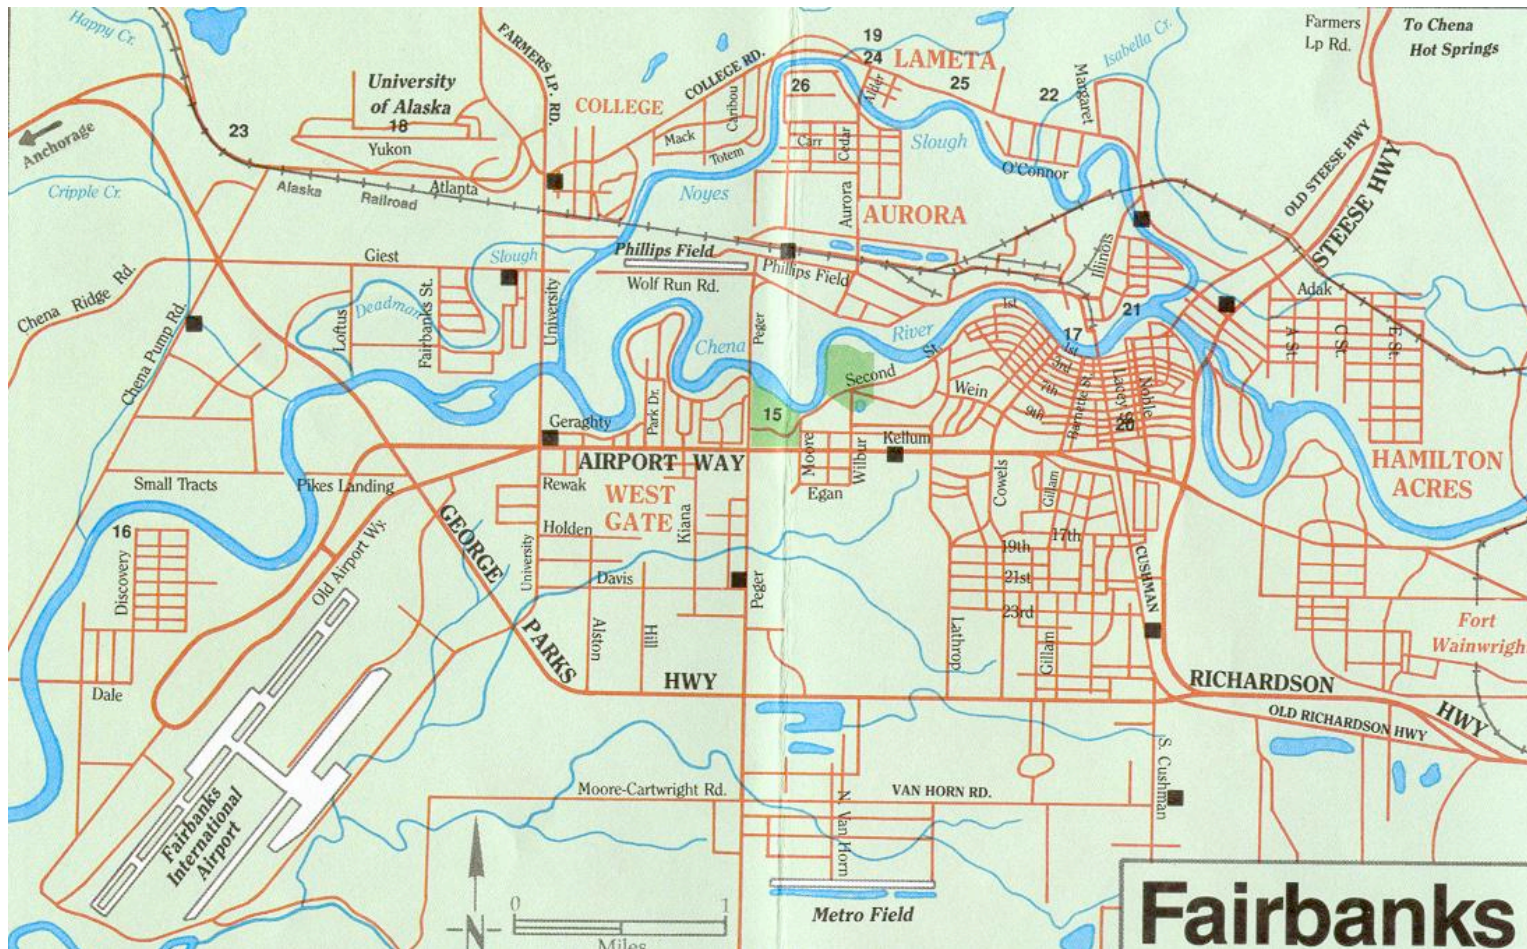 Happy Cr.
FARMERS LP. RD.
19
Farmers
Lp Rd.
To Chena
Hot Springs
University
of Alaska
18
Yukon
COLLEGE
COLLEGE RD.
24
LAMETA
25
26
22
Isabella Cr.
Margaret
Alder
Anchorage
23
Mack
Caribou
Totem
Carr
Cedar
Slough
O'Connor
OLD STEESE HWY
STEESE HWY
Cripple Cr.
Alaska
Railroad
Atlanta
Noyes
Aurora
AURORA
Giest
Slough
Phillips Field
Phillips Field
Wolf Run Rd.
Illinois
Chena Ridge Rd.
Chena Pump Rd.
Loftus
Deadman
Fairbanks St.
University
Peger
Chena
River
1st
21
17
Adak
A St.
C St.
E St.
1st
3rd
7th
9th
Second St.
Wein
Barnette St.
Lacey St.
Noble
20
15
Geraghty
Park Dr.
Moore
Wilbur
Kellum
AIRPORT WAY
Egan
Cowels
Gillam
HAMILTON
ACRES
Small Tracts
Pikes Landing
Rewak
WEST
GATE
Kiana
Holden
16
Discovery
Old Airport Wy.
GEORGE
PARKS
HWY
University
Davis
Alston
Hill
Peger
17th
19th
21st
23rd
CUSHMAN
Lathrop
Gillam
Fort
Wainwright
Dale
RICHARDSON
HWY
OLD RICHARDSON HWY
Fairbanks
International
Airport
Moore-Cartwright Rd.
VAN HORN RD.
N. Van Horn
S. Cushman
Metro Field
N
0
1
Miles
Fairbanks